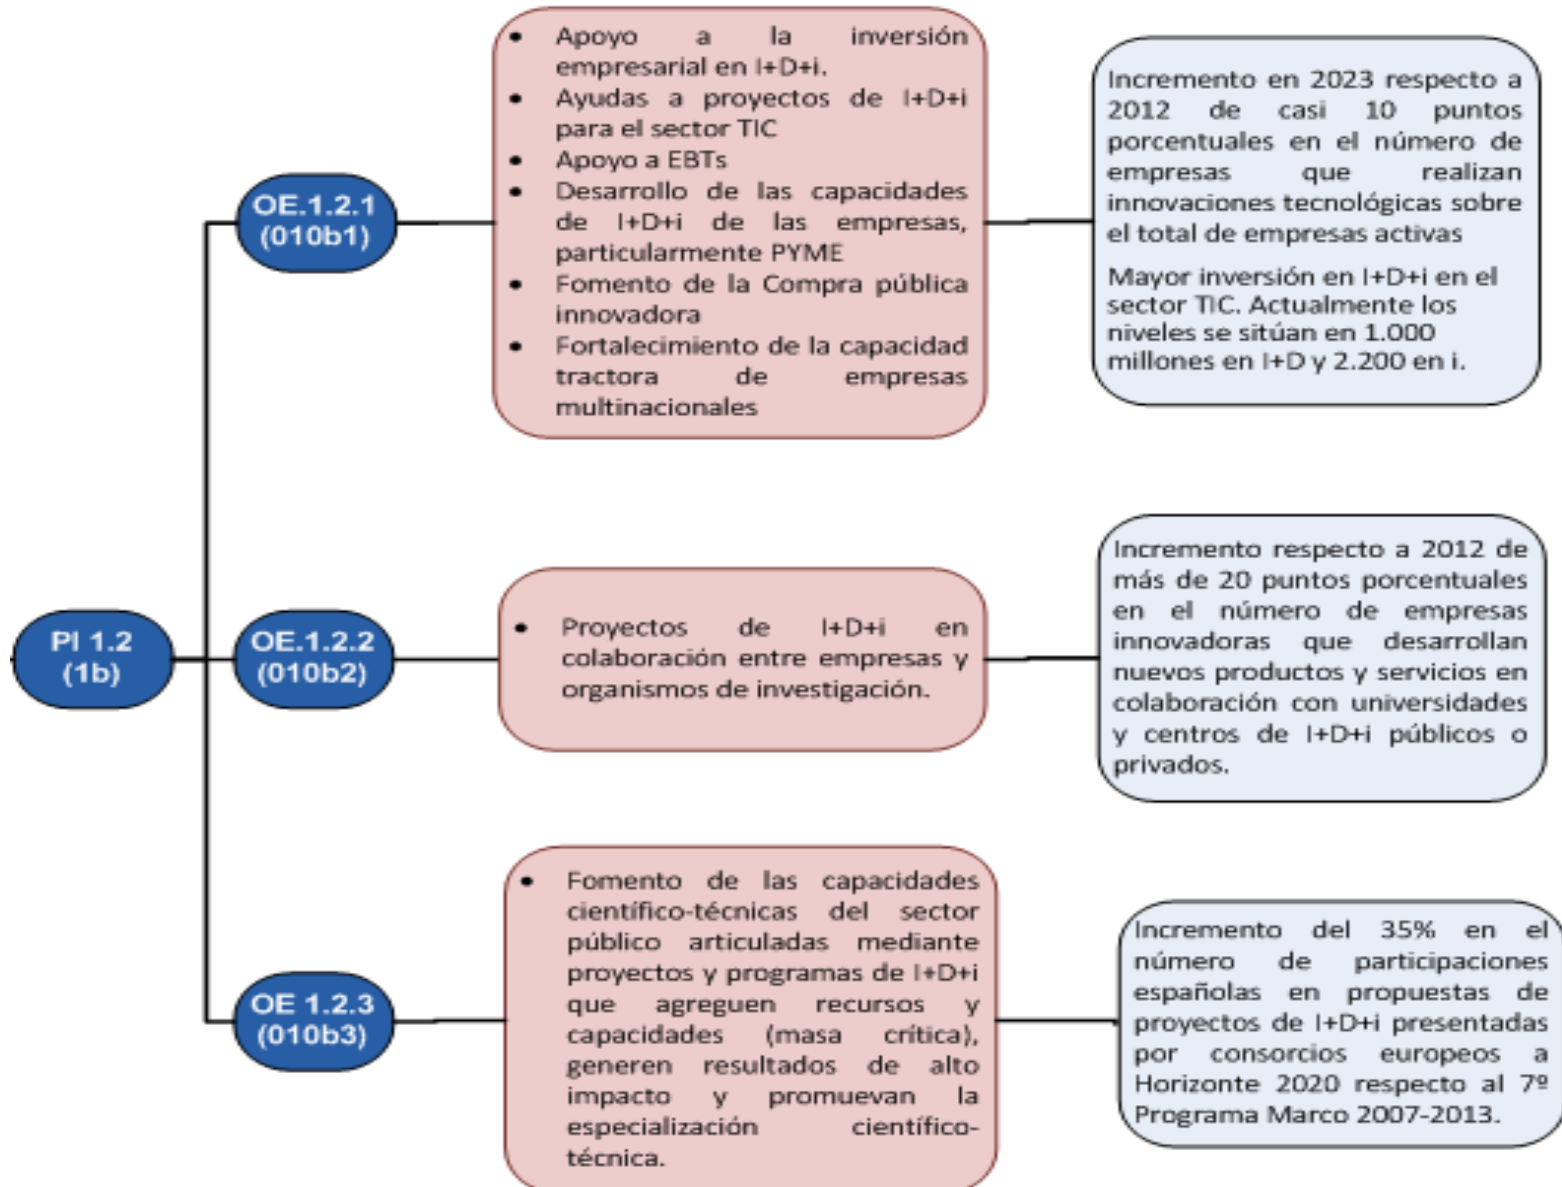 PI 1.2
(1b)
OE.1.2.1
(010b1)
• Apoyo a la inversión
empresarial en I+D+i.
• Ayudas a proyectos de I+D+i
para el sector TIC
• Apoyo a EBTs
• Desarrollo de las capacidades
de I+D+i de las empresas,
particularmente PYME
• Fomento de la Compra pública
innovadora
• Fortalecimiento de la capacidad
tractora de empresas
multinacionales
Incremento en 2023 respecto a
2012 de casi 10 puntos
porcentuales en el número de
empresas que realizan
innovaciones tecnológicas sobre
el total de empresas activas
Mayor inversión en I+D+i en el
sector TIC. Actualmente los
niveles se sitúan en 1.000
millones en I+D y 2.200 en i.
OE.1.2.2
(010b2)
• Proyectos de I+D+i en
colaboración entre empresas y
organismos de investigación.
Incremento respecto a 2012 de
más de 20 puntos porcentuales
en el número de empresas
innovadoras que desarrollan
nuevos productos y servicios en
colaboración con universidades
y centros de I+D+i públicos o
privados.
OE 1.2.3
(010b3)
• Fomento de las capacidades
científico-técnicas del sector
público articuladas mediante
proyectos y programas de I+D+i
que agreguen recursos y
capacidades (masa crítica),
generen resultados de alto
impacto y promuevan la
especialización científico-
técnica.
Incremento del 35% en el
número de participaciones
españolas en propuestas de
proyectos de I+D+i presentadas
por consorcios europeos a
Horizonte 2020 respecto al 7º
Programa Marco 2007-2013.